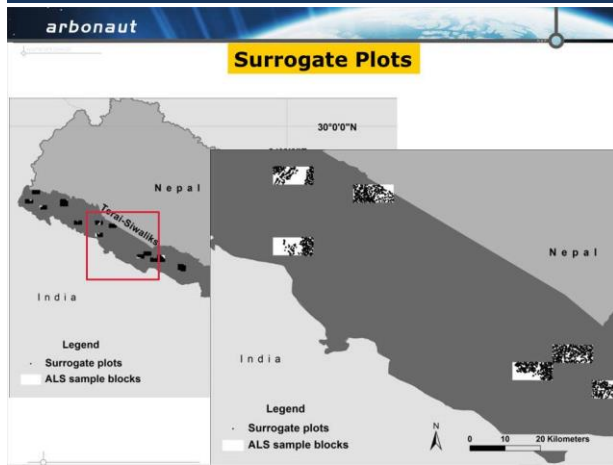 arbonaut
Surrogate Plots
30°0'0"N
Nepal
Terai-Siwaliks
India
Legend
Surrogate plots
ALS sample blocks
Nepal
India
Legend
Surrogate plots
ALS sample blocks
N
0 10 20 Kilometers